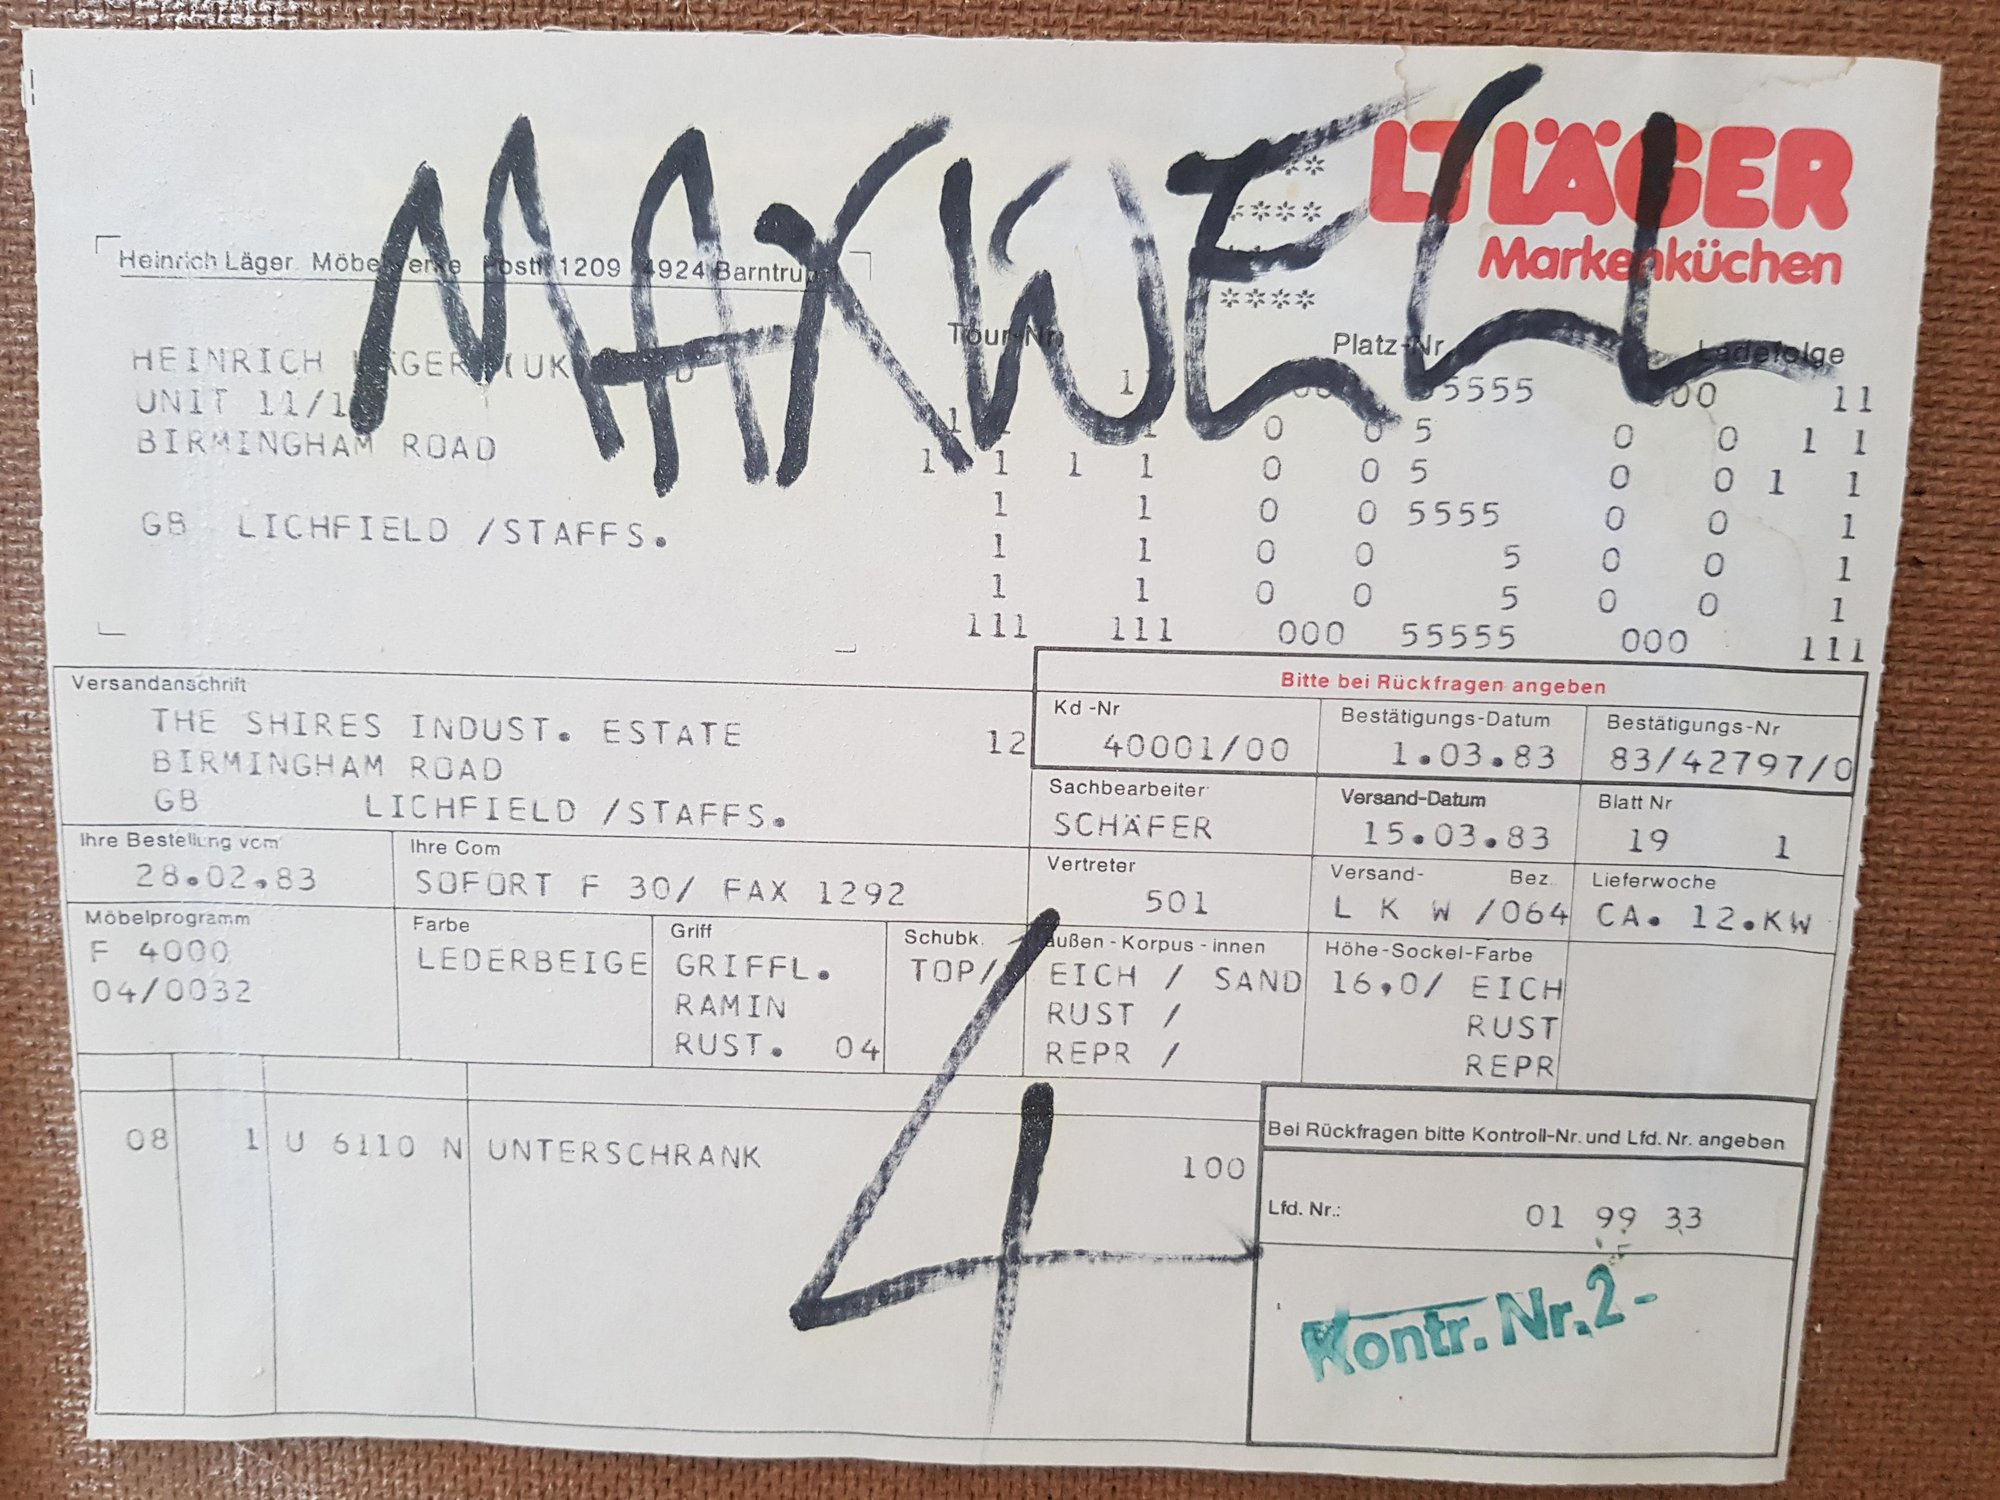 MAXWELL
LÄGER
Markenküchen
****
****
Heinrich Läger Möbelwerke Postf. 1209 4924 Barntrup
Tour-Nr. Platz-Nr Ladefolge
HEINRICH LÄGER (UK
UNIT 11/1
BIRMINGHAM ROAD
GB LICHFIELD /STAFFS.
111 111 000 55555 000 111
Bitte bei Rückfragen angeben
Versandanschrift
THE SHIRES INDUST. ESTATE 12
BIRMINGHAM ROAD
GB LICHFIELD /STAFFS.
Kd -Nr Bestätigungs-Datum Bestätigungs-Nr
40001/00 1.03.83 83/42797/0
Sachbearbeiter Versand-Datum Blatt Nr
SCHÄFER 15.03.83 19 1
Ihre Bestellung vom Ihre Com Vertreter Versand- Bez. Lieferwoche
28.02.83 SOFORT F 30/ FAX 1292 501 L K W /064 CA. 12.KW
Möbelprogramm Farbe Griff Schubk. außen - Korpus - innen Höhe-Sockel-Farbe
F 4000 LEDERBEIGE GRIFFL. TOP/ EICH / SAND 16,0/ EICH
04/0032 RAMIN RUST / RUST
RUST. 04 REPR / REPR
4
08 1 U 6110 N UNTERSCHRANK 100
Bei Rückfragen bitte Kontroll-Nr. und Lfd. Nr. angeben
Lfd. Nr.: 01 99 33
Kontr. Nr. 2-